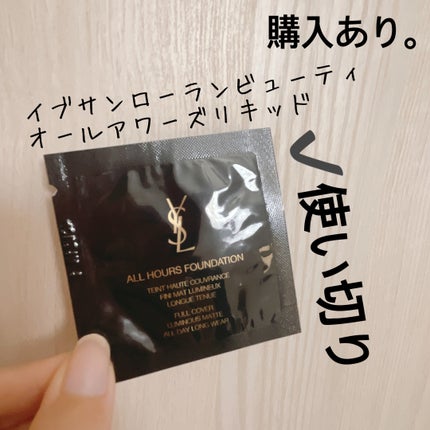 購入あり。
イブサンローランビューティ
オールアワーズリキッド
✓使い切り
YSL
ALL HOURS FOUNDATION
TEINT HAUTE COUVRANCE
FINI MAT LUMINEUX
LONGUE TENUE
FULL COVER
LUMINOUS MATTE
ALL DAY LONG WEAR